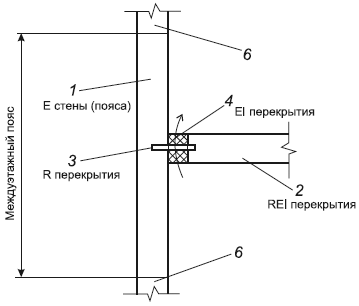 6
1
E стены (пояса)
4
EI перекрытия
Междуэтажный пояс
3
R перекрытия
2
REI перекрытия
6